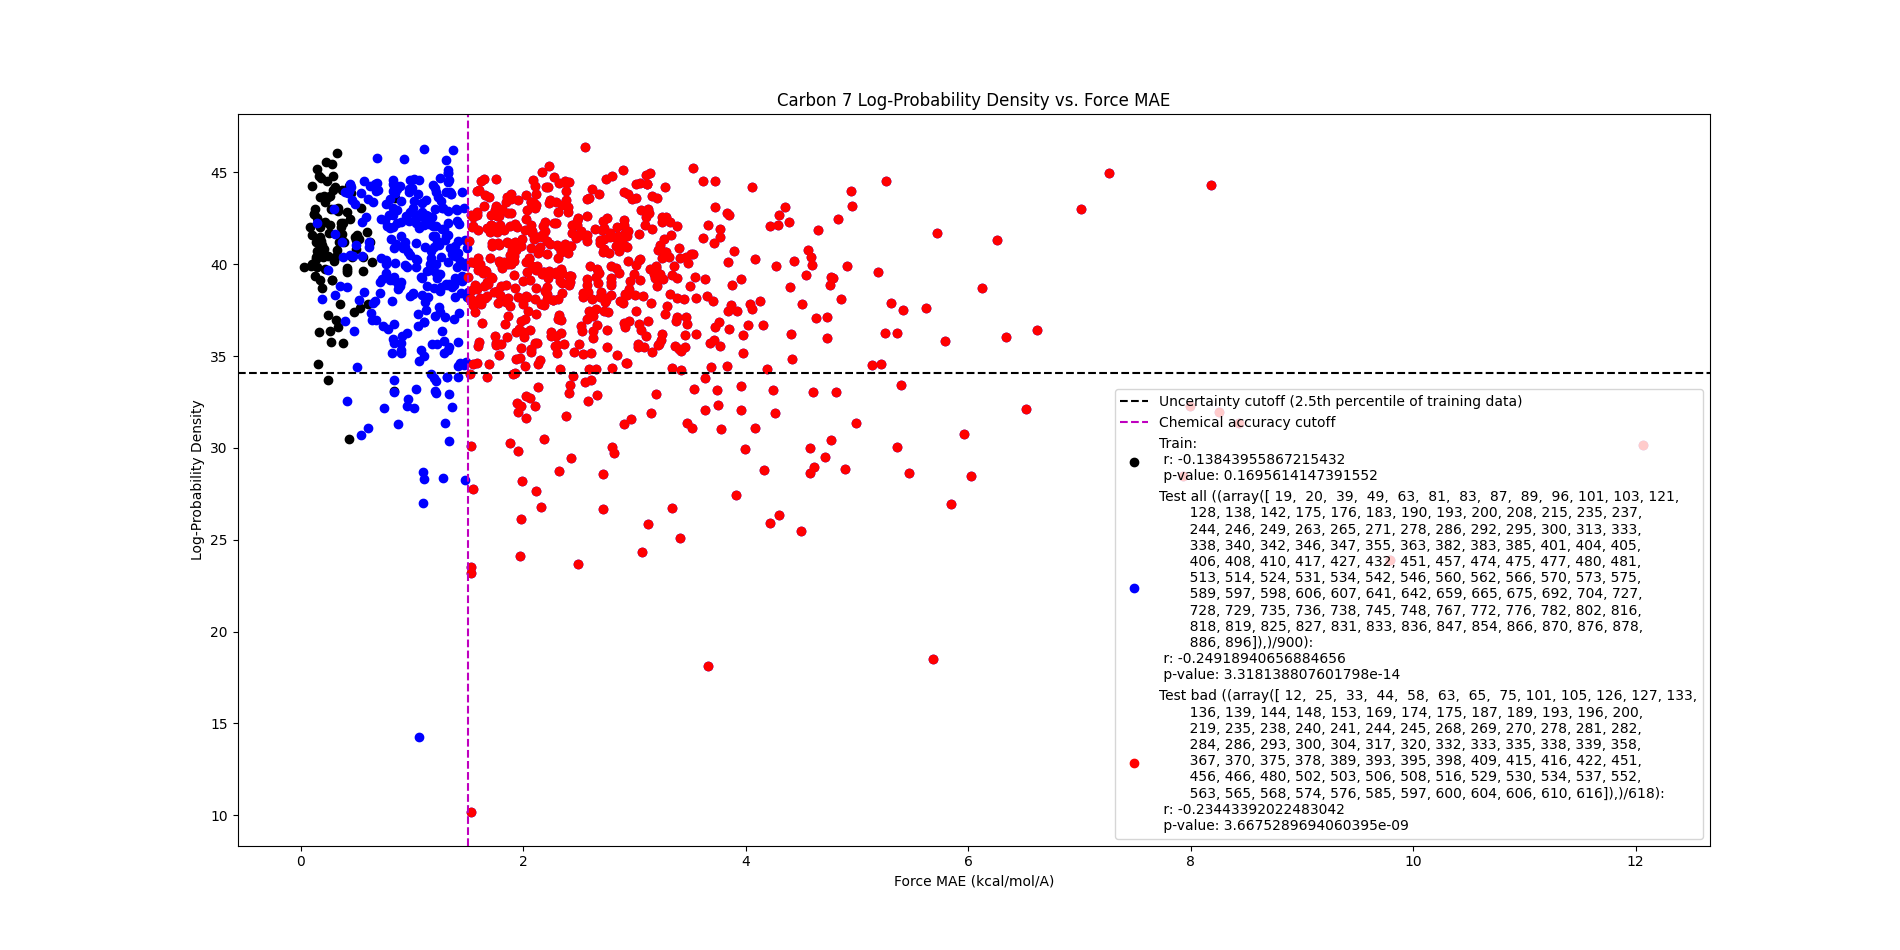 Carbon 7 Log-Probability Density vs. Force MAE
45
40
35
30
25
20
15
10
Log-Probability Density
0 2 4 6 8 10 12
Force MAE (kcal/mol/A)
Uncertainty cutoff (2.5th percentile of training data)
Chemical accuracy cutoff
Train:
r: -0.13843955867215432
p-value: 0.1695614147391552
Test all ((array([ 19, 20, 39, 49, 63, 81, 83, 87, 89, 96, 101, 103, 121,
128, 138, 142, 175, 176, 183, 190, 193, 200, 208, 215, 235, 237,
244, 246, 249, 263, 265, 271, 278, 286, 292, 295, 300, 313, 333,
338, 340, 342, 346, 347, 355, 363, 382, 383, 385, 401, 404, 405,
406, 408, 410, 417, 427, 432, 451, 457, 474, 475, 477, 480, 481,
513, 514, 524, 531, 534, 542, 546, 560, 562, 566, 570, 573, 575,
589, 597, 598, 606, 607, 641, 642, 659, 665, 675, 692, 704, 727,
728, 729, 735, 736, 738, 745, 748, 767, 772, 776, 782, 802, 816,
818, 819, 825, 827, 831, 833, 836, 847, 854, 866, 870, 876, 878,
886, 896]),)/900):
r: -0.24918940656884656
p-value: 3.318138807601798e-14
Test bad ((array([ 12, 25, 33, 44, 58, 63, 65, 75, 101, 105, 126, 127, 133,
136, 139, 144, 148, 153, 169, 174, 175, 187, 189, 193, 196, 200,
219, 235, 238, 240, 241, 244, 245, 268, 269, 270, 278, 281, 282,
284, 286, 293, 300, 304, 317, 320, 332, 333, 335, 338, 339, 358,
367, 370, 375, 378, 389, 393, 395, 398, 409, 415, 416, 422, 451,
456, 466, 480, 502, 503, 506, 508, 516, 529, 530, 534, 537, 552,
563, 565, 568, 574, 576, 585, 597, 600, 604, 606, 610, 616]),)/618):
r: -0.23443392022483042
p-value: 3.6675289694060395e-09